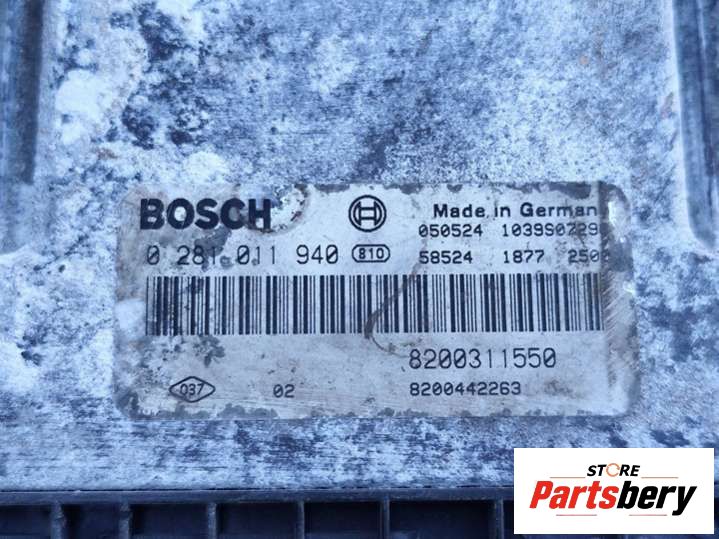 BOSCH
Made in German
050524 103990729
0 281 011 940 810
58524 1877 250
8200311550
037 02 8200442263
STORE
Partsbery